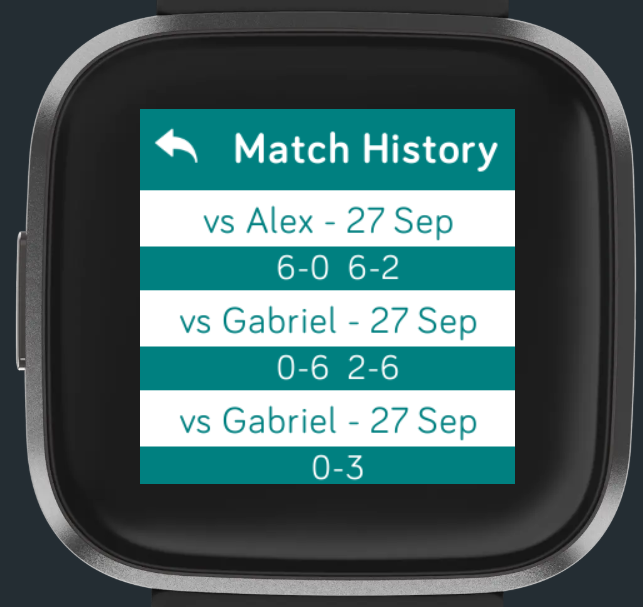 Match History
vs Alex - 27 Sep
6-0 6-2
vs Gabriel - 27 Sep
0-6 2-6
vs Gabriel - 27 Sep
0-3